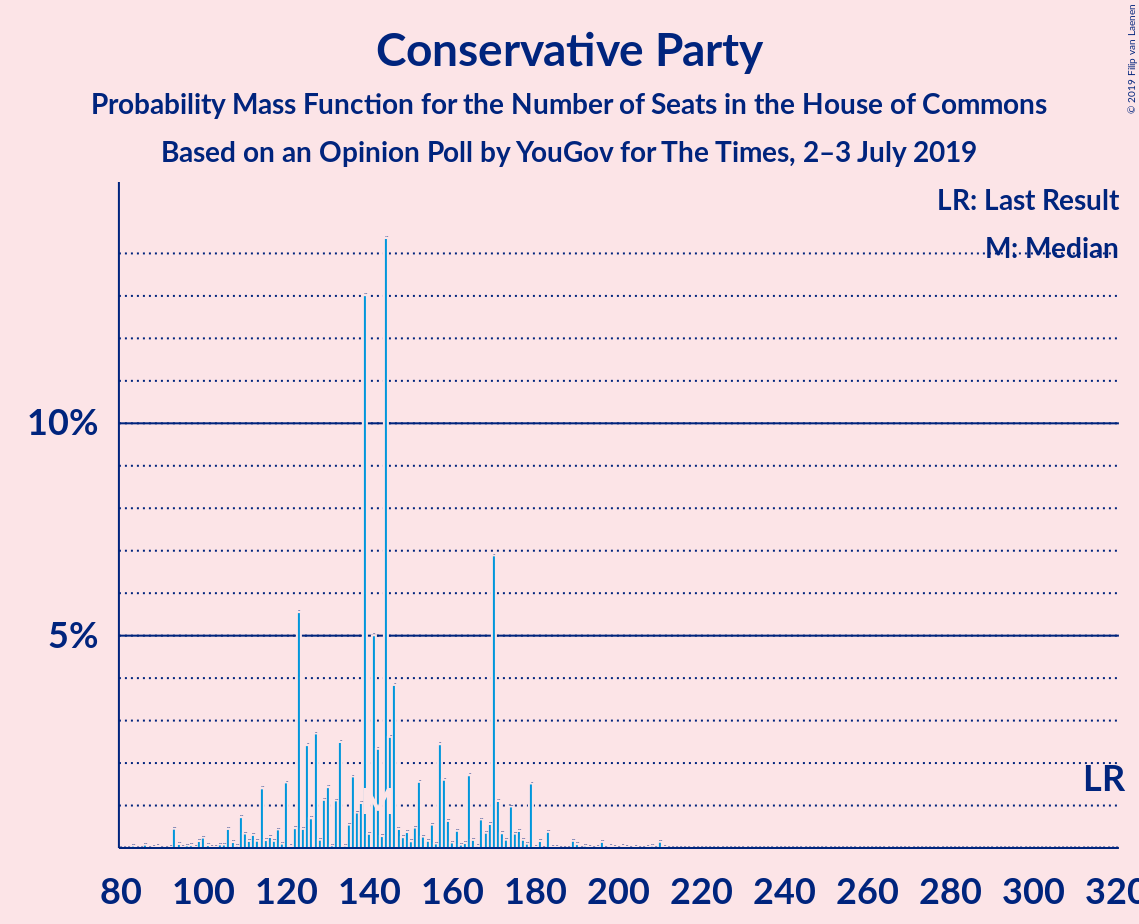 Conservative Party
Probability Mass Function for the Number of Seats in the House of Commons
Based on an Opinion Poll by YouGov for The Times, 2–3 July 2019
© 2019 Filip van Laenen
LR: Last Result
M: Median
10%
5%
M
LR
80 100 120 140 160 180 200 220 240 260 280 300 320